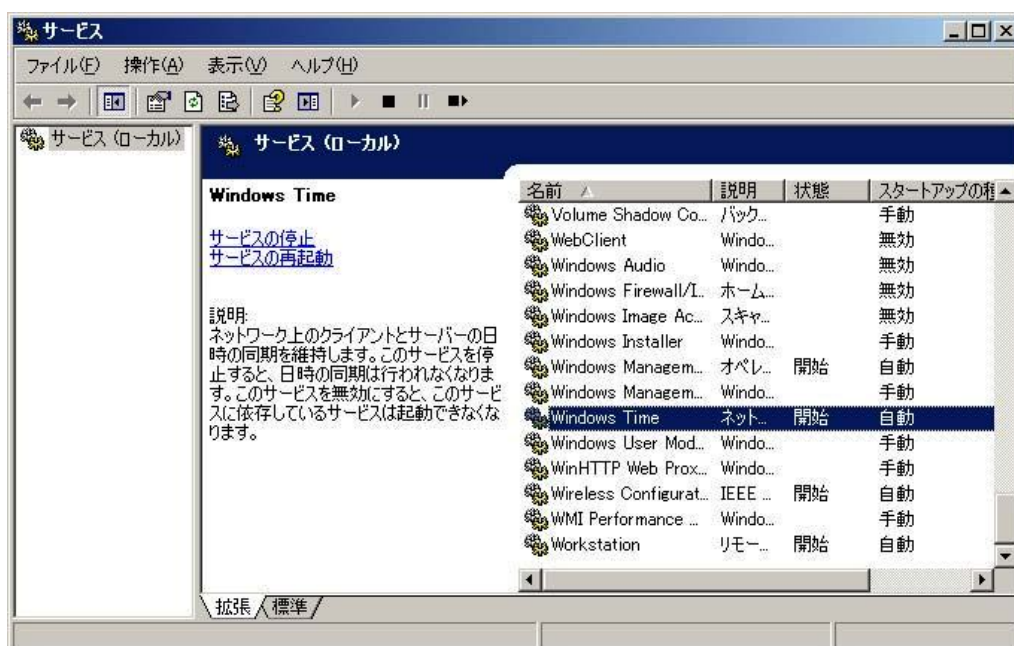 サービス
ファイル(F) 操作(A) 表示(V) ヘルプ(H)
サービス (ローカル)
サービス (ローカル)
Windows Time
サービスの停止
サービスの再起動
説明:
ネットワーク上のクライアントとサーバーの日
時の同期を維持します。このサービスを停
止すると、日時の同期は行われなくなりま
す。このサービスを無効にすると、このサービ
スに依存しているサービスは起動できなくな
ります。
名前 説明 状態 スタートアップの種
Volume Shadow Co... バック... 手動
WebClient Windo... 無効
Windows Audio Windo... 無効
Windows Firewall/I... ホーム... 無効
Windows Image Ac... スキャ... 無効
Windows Installer Windo... 手動
Windows Managem... オペレ... 開始 自動
Windows Managem... Windo... 手動
Windows Time ネット... 開始 自動
Windows User Mod... Windo... 手動
WinHTTP Web Prox... Windo... 手動
Wireless Configurat... IEEE ... 開始 自動
WMI Performance ... Windo... 手動
Workstation リモー... 開始 自動
拡張 標準